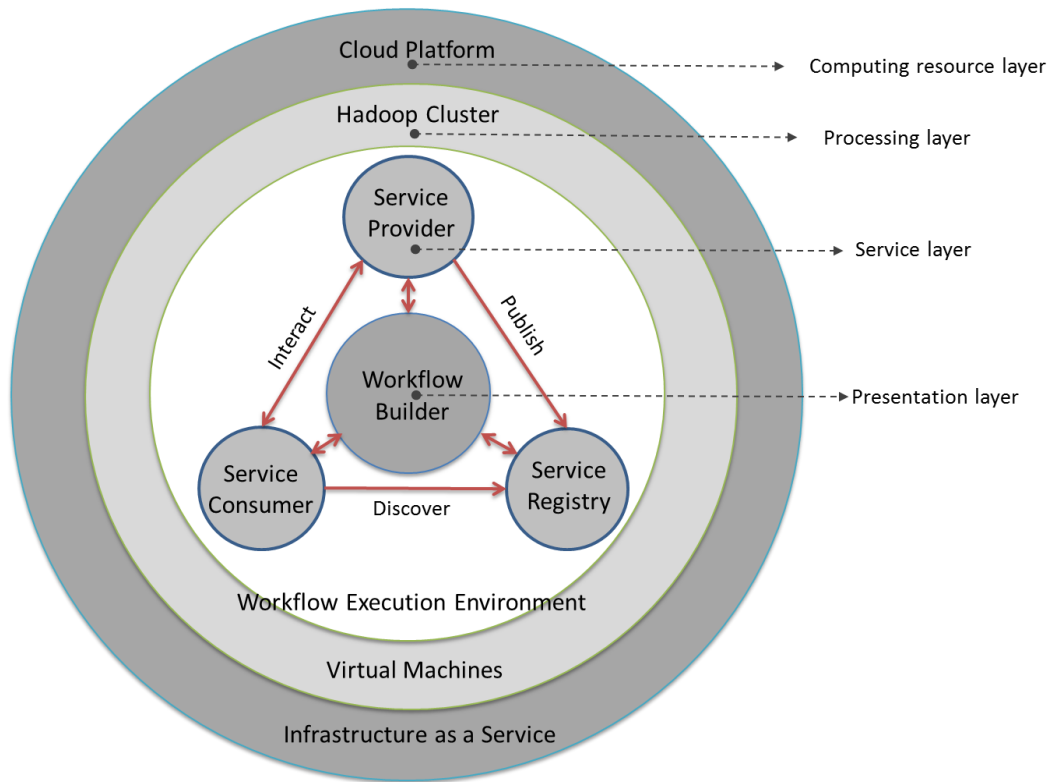 Cloud Platform
Computing resource layer
Hadoop Cluster
Processing layer
Service
Provider
Service layer
Interact
Publish
Workflow
Builder
Presentation layer
Service
Consumer
Service
Registry
Discover
Workflow Execution Environment
Virtual Machines
Infrastructure as a Service